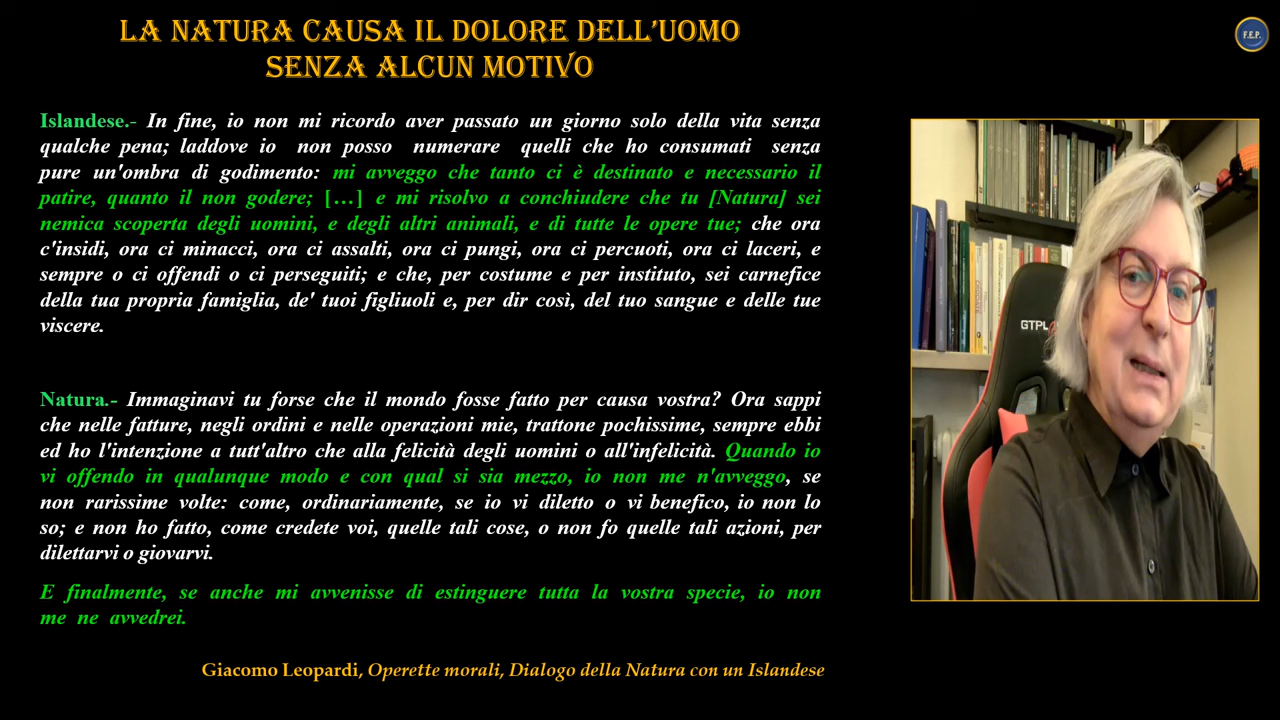 LA NATURA CAUSA IL DOLORE DELL'UOMO
SENZA ALCUN MOTIVO
F.E.P.
Islandese.- In fine, io non mi ricordo aver passato un giorno solo della vita senza
qualche pena; laddove io non posso numerare quelli che ho consumati senza
pure un'ombra di godimento: mi avveggo che tanto ci è destinato e necessario il
patire, quanto il non godere; […] e mi risolvo a conchiudere che tu [Natura] sei
nemica scoperta degli uomini, e degli altri animali, e di tutte le opere tue; che ora
c'insidi, ora ci minacci, ora ci assalti, ora ci pungi, ora ci percuoti, ora ci laceri, e
sempre o ci offendi o ci perseguiti; e che, per costume e per instituto, sei carnefice
della tua propria famiglia, de' tuoi figliuoli e, per dir così, del tuo sangue e delle tue
viscere.
Natura.- Immaginavi tu forse che il mondo fosse fatto per causa vostra? Ora sappi
che nelle fatture, negli ordini e nelle operazioni mie, trattone pochissime, sempre ebbi
ed ho l'intenzione a tutt'altro che alla felicità degli uomini o all'infelicità. Quando io
vi offendo in qualunque modo e con qual si sia mezzo, io non me n'avveggo, se
non rarissime volte: come, ordinariamente, se io vi diletto o vi benefico, io non lo
so; e non ho fatto, come credete voi, quelle tali cose, o non fo quelle tali azioni, per
dilettarvi o giovarvi.
E finalmente, se anche mi avvenisse di estinguere tutta la vostra specie, io non
me ne avvedrei.
Giacomo Leopardi, Operette morali, Dialogo della Natura con un Islandese
GTPL